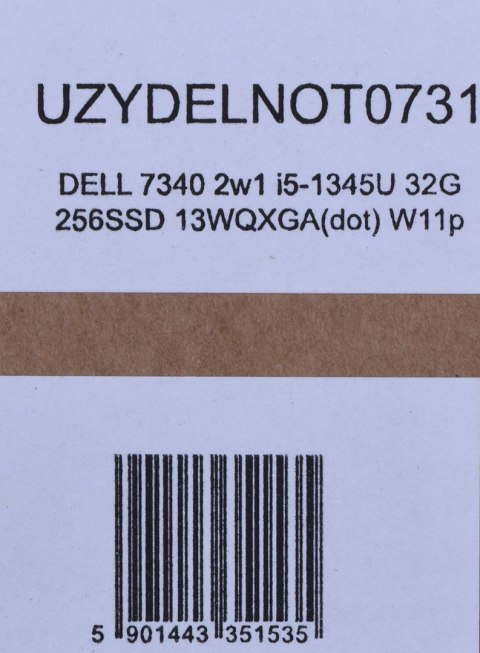 UZYDELNOT0731
DELL 7340 2w1 i5-1345U 32G
256SSD 13WQXGA(dot) W11p
5 901443 351535